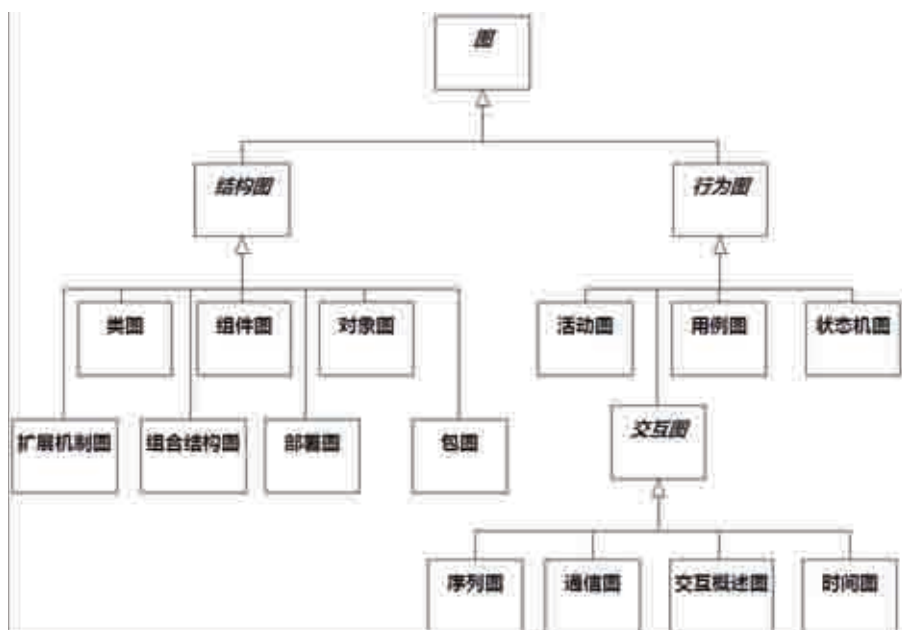 图
结构图
行为图
类图
组件图
对象图
活动图
用例图
状态机图
扩展机制图
组合结构图
部署图
包图
交互图
序列图
通信图
交互概述图
时间图